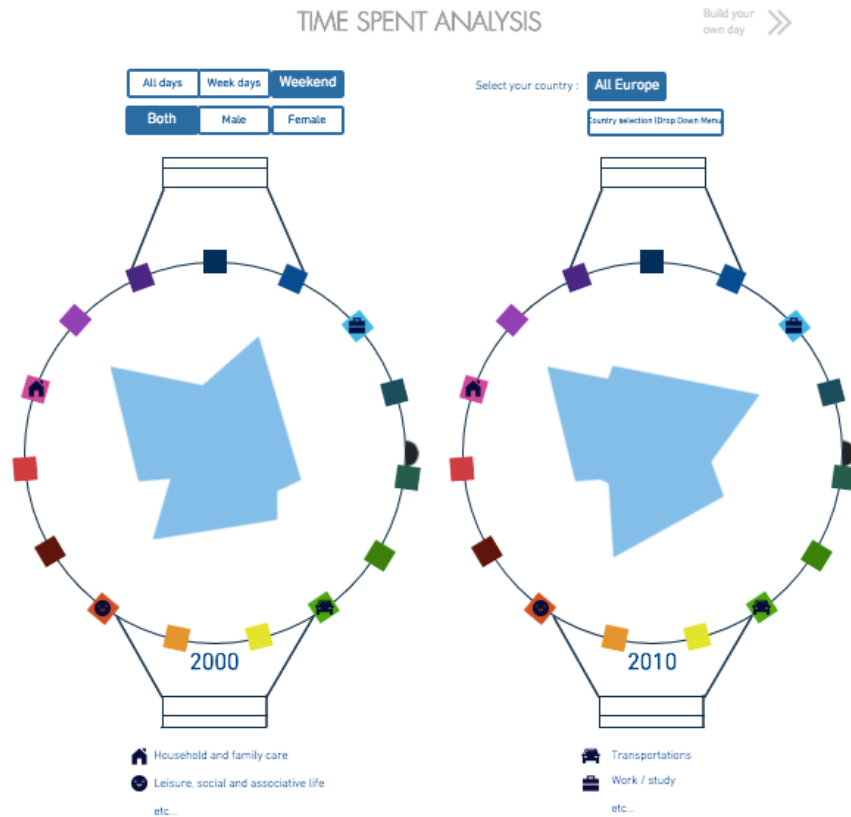 TIME SPENT ANALYSIS
Build your
own day
All days
Week days
Weekend
Both
Male
Female
Select your country :
All Europe
Country selection (Drop Down Menu
2000
2010
Household and family care
Leisure, social and associative life
etc...
Transportations
Work / study
etc...